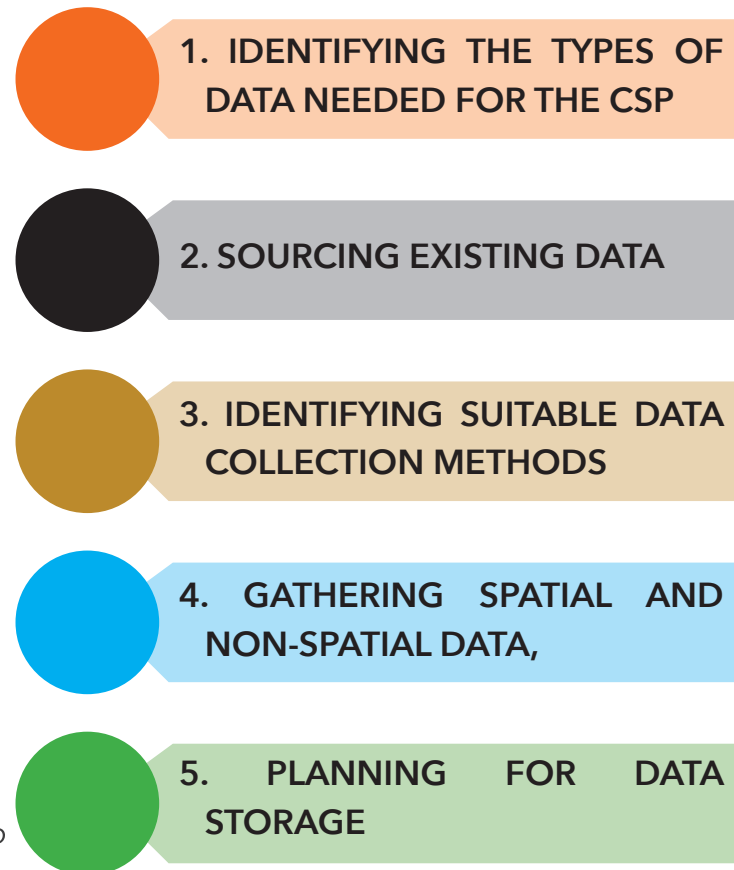 1. IDENTIFYING THE TYPES OF
DATA NEEDED FOR THE CSP
2. SOURCING EXISTING DATA
3. IDENTIFYING SUITABLE DATA
COLLECTION METHODS
4. GATHERING SPATIAL AND
NON-SPATIAL DATA,
5. PLANNING FOR DATA
STORAGE